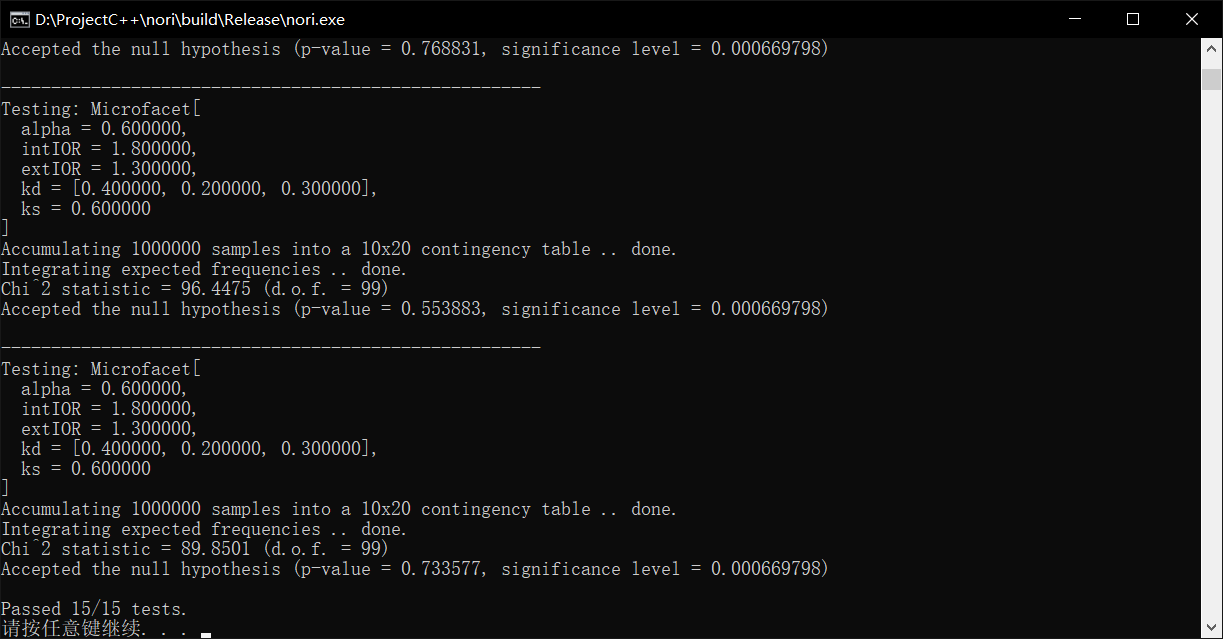 D:\ProjectC++\nori\build\Release\nori.exe
Accepted the null hypothesis (p-value = 0.768831, significance level = 0.000669798)
------------------------------------------------------
Testing: Microfacet[
  alpha = 0.600000,
  intIOR = 1.800000,
  extIOR = 1.300000,
  kd = [0.400000, 0.200000, 0.300000],
  ks = 0.600000
]
Accumulating 1000000 samples into a 10x20 contingency table .. done.
Integrating expected frequencies .. done.
Chi^2 statistic = 96.4475 (d.o.f. = 99)
Accepted the null hypothesis (p-value = 0.553883, significance level = 0.000669798)
------------------------------------------------------
Testing: Microfacet[
  alpha = 0.600000,
  intIOR = 1.800000,
  extIOR = 1.300000,
  kd = [0.400000, 0.200000, 0.300000],
  ks = 0.600000
]
Accumulating 1000000 samples into a 10x20 contingency table .. done.
Integrating expected frequencies .. done.
Chi^2 statistic = 89.8501 (d.o.f. = 99)
Accepted the null hypothesis (p-value = 0.733577, significance level = 0.000669798)
Passed 15/15 tests.
请按任意键继续. . .